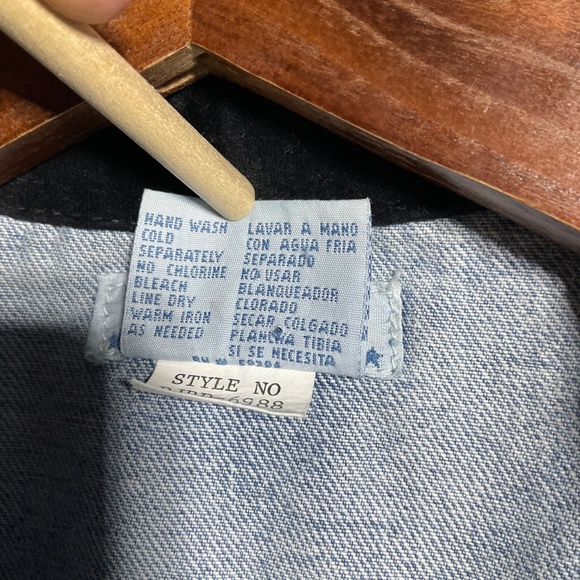 HAND WASH
COLD
SEPARATELY
NO CHLORINE
BLEACH
LINE DRY
WARM IRON
AS NEEDED
LAVAR A MANO
CON AGUA FRIA
SEPARADO
NO USAR
BLANQUEADOR
CLORADO
SECAR COLGADO
PLANCHA TIBIA
SI SE NECESITA
STYLE NO
6988